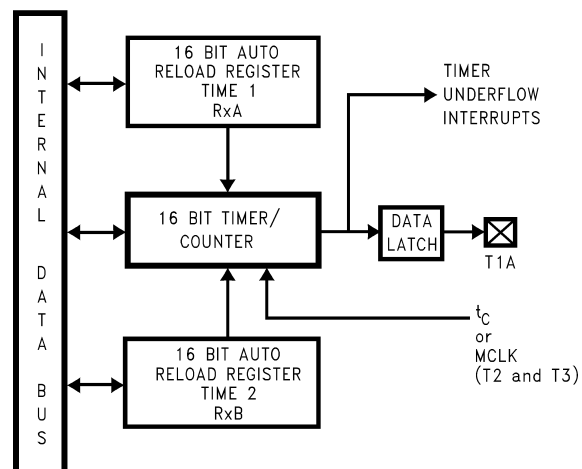 INTERNAL DATA BUS
16 BIT AUTO
RELOAD REGISTER
TIME 1
RxA
16 BIT TIMER/
COUNTER
16 BIT AUTO
RELOAD REGISTER
TIME 2
RxB
TIMER
UNDERFLOW
INTERRUPTS
DATA
LATCH
T1A
tC
or
MCLK
(T2 and T3)